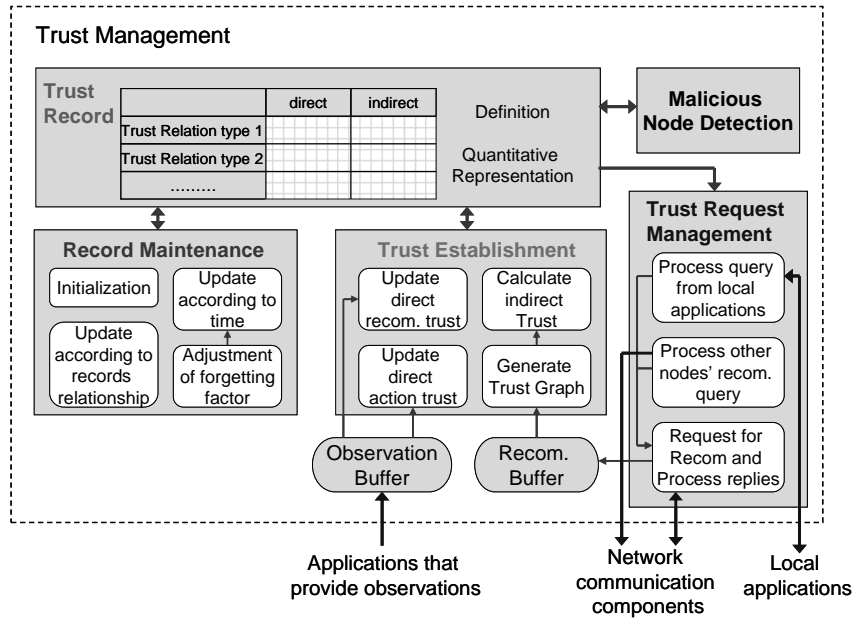 Trust Management
Trust
Record
direct
indirect
Trust Relation type 1
Trust Relation type 2
.........
Definition
Quantitative
Representation
Malicious
Node Detection
Record Maintenance
Initialization
Update
according to
time
Update
according to
records
relationship
Adjustment
of forgetting
factor
Trust Establishment
Update
direct
recom. trust
Calculate
indirect
Trust
Update
direct
action trust
Generate
Trust Graph
Trust Request
Management
Process query
from local
applications
Process other
nodes' recom.
query
Request for
Recom and
Process replies
Observation
Buffer
Recom.
Buffer
Applications that
provide observations
Network
communication
components
Local
applications